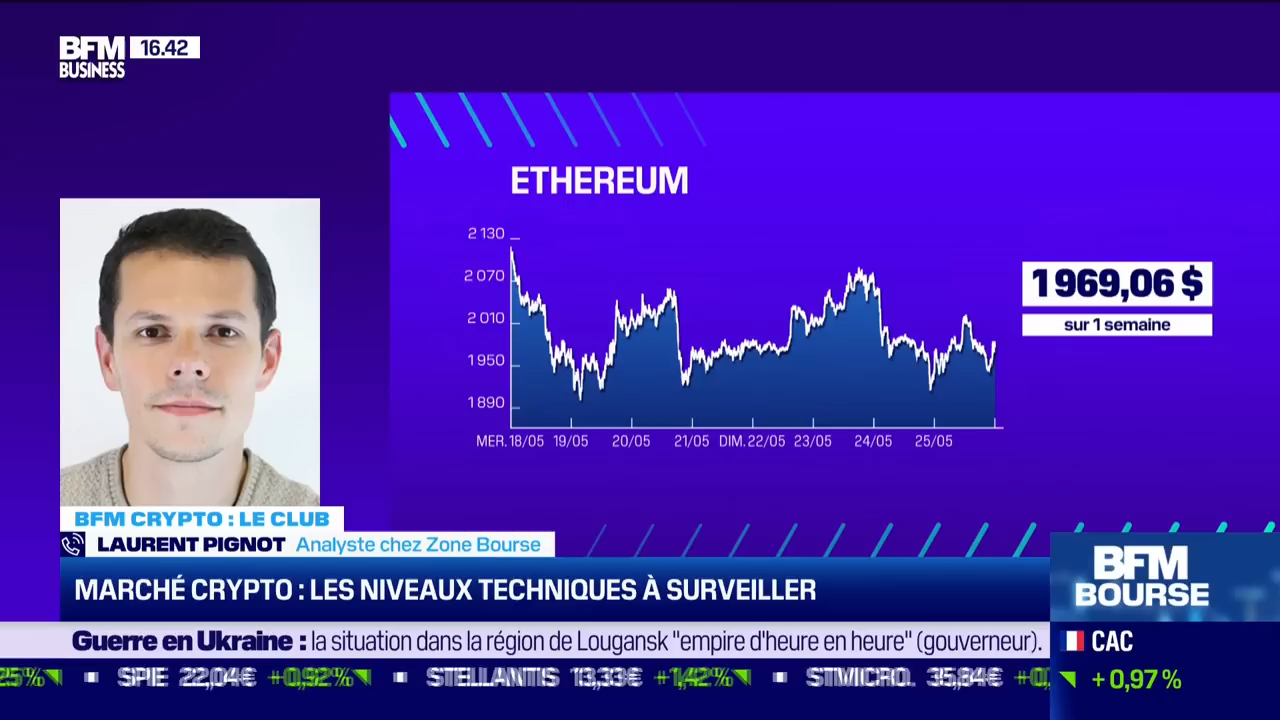 BFM 16.42
BUSINESS
ETHEREUM
2 130
2 070
2 010
1 950
1 890
MER. 18/05 19/05 20/05 21/05 DIM. 22/05 23/05 24/05 25/05
1 969,06 $
sur 1 semaine
BFM CRYPTO : LE CLUB
LAURENT PIGNOT Analyste chez Zone Bourse
MARCHÉ CRYPTO : LES NIVEAUX TECHNIQUES À SURVEILLER
BFM
BOURSE
Guerre en Ukraine : la situation dans la région de Lougansk "empire d'heure en heure" (gouverneur).
CAC
+0,97 %
25% SPIE 22,04€ +0,92% STELLANTIS 13,33€ +1,42% STMICRO. 35,84€ +0,